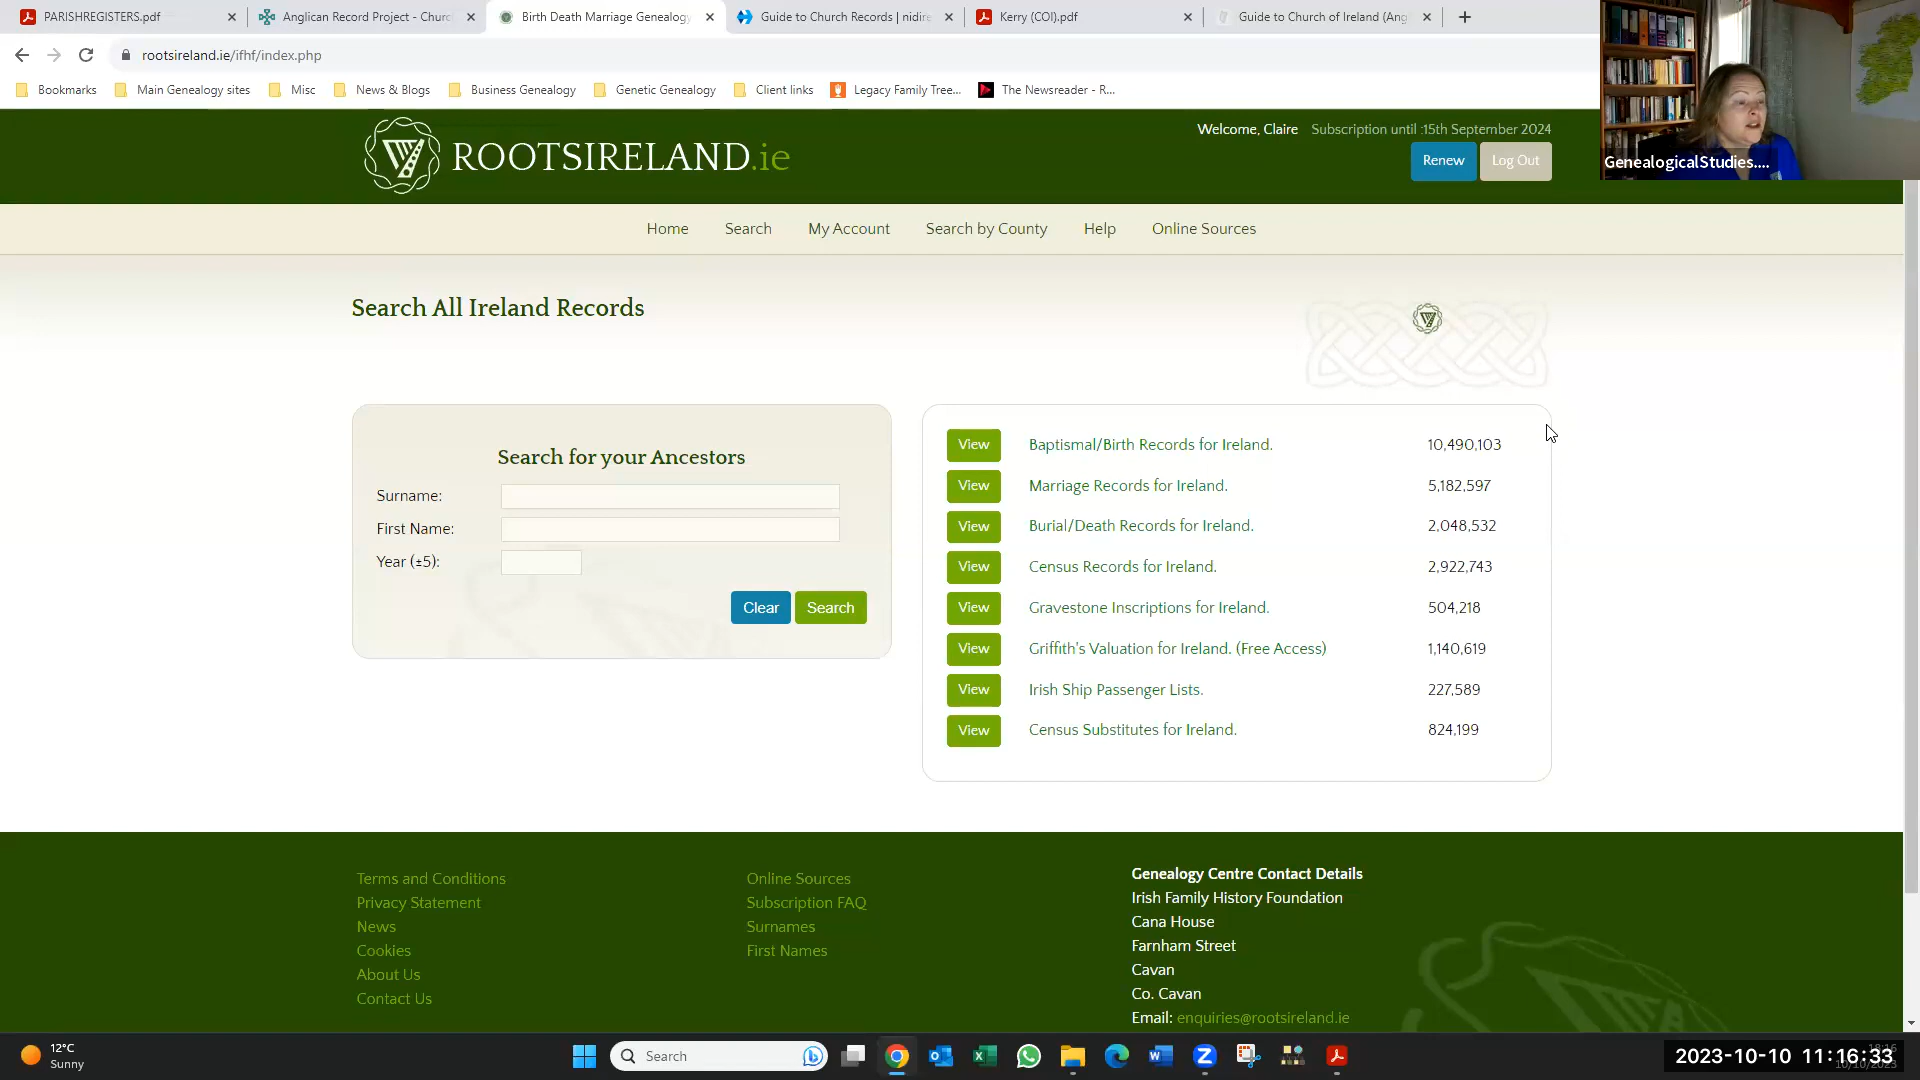 PARISHREGISTERS.pdf
Anglican Record Project - Churc
Birth Death Marriage Genealogy
Guide to Church Records | nidire
Kerry (COI).pdf
Guide to Church of Ireland (Ang
rootsireland.ie/ifhf/index.php
Bookmarks
Main Genealogy sites
Misc
News & Blogs
Business Genealogy
Genetic Genealogy
Client links
Legacy Family Tree...
The Newsreader - R...
ROOTSIRELAND.ie
Welcome, Claire Subscription until :15th September 2024
Renew
Log Out
GenealogicalStudies....
Home
Search
My Account
Search by County
Help
Online Sources
Search All Ireland Records
Search for your Ancestors
Surname:
First Name:
Year (±5):
Clear
Search
View Baptismal/Birth Records for Ireland. 10,490,103
View Marriage Records for Ireland. 5,182,597
View Burial/Death Records for Ireland. 2,048,532
View Census Records for Ireland. 2,922,743
View Gravestone Inscriptions for Ireland. 504,218
View Griffith's Valuation for Ireland. (Free Access) 1,140,619
View Irish Ship Passenger Lists. 227,589
View Census Substitutes for Ireland. 824,199
Terms and Conditions
Privacy Statement
News
Cookies
About Us
Contact Us
Online Sources
Subscription FAQ
Surnames
First Names
Genealogy Centre Contact Details
Irish Family History Foundation
Cana House
Farnham Street
Cavan
Co. Cavan
Email: enquiries@rootsireland.ie
12°C
Sunny
Search
2023-10-10 11:16:33